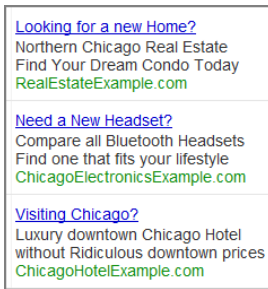 Looking for a new Home?
Northern Chicago Real Estate
Find Your Dream Condo Today
RealEstateExample.com
Need a New Headset?
Compare all Bluetooth Headsets
Find one that fits your lifestyle
ChicagoElectronicsExample.com
Visiting Chicago?
Luxury downtown Chicago Hotel
without Ridiculous downtown prices
ChicagoHotelExample.com